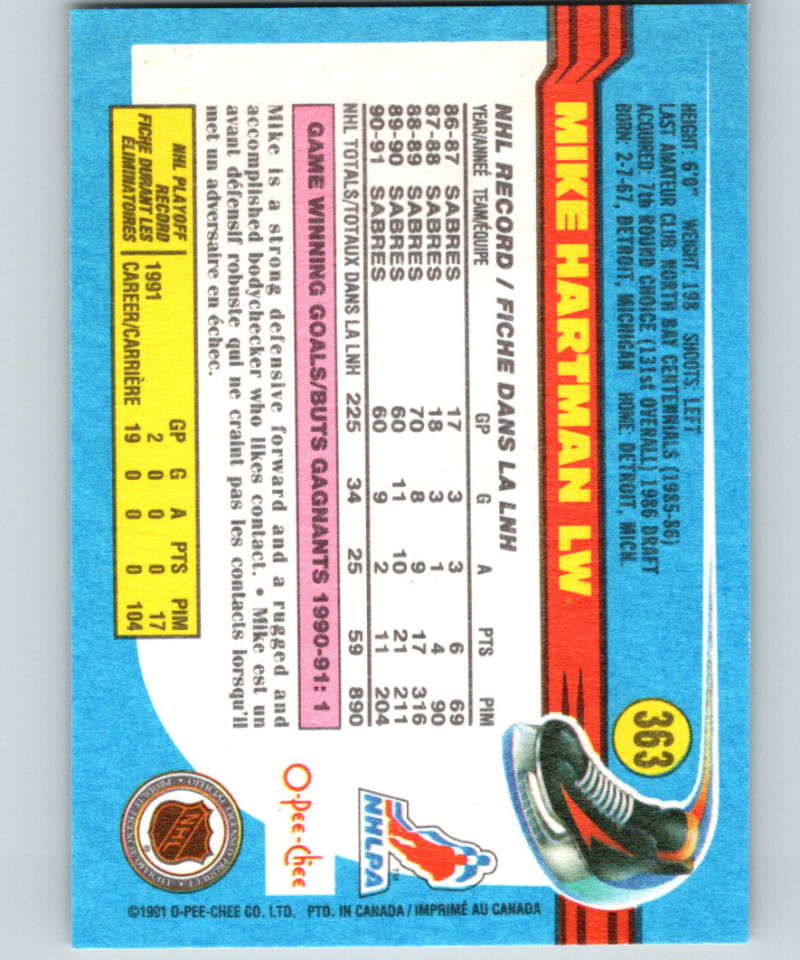 363
HEIGHT: 6'0" WEIGHT: 198 SHOOTS: LEFT
LAST AMATEUR CLUB: NORTH BAY CENTENNIALS (1985-86)
ACQUIRED: 7th ROUND CHOICE (131st OVERALL) 1986 DRAFT
BORN: 2-7-67, DETROIT, MICHIGAN HOME: DETROIT, MICH.
MIKE HARTMAN LW
NHL RECORD / FICHE DANS LA LNH
YEAR/ANNÉE TEAM/ÉQUIPE GP G A PTS PIM
86-87 SABRES 17 3 3 6 69
87-88 SABRES 18 3 1 4 90
88-89 SABRES 70 8 9 17 316
89-90 SABRES 60 11 10 21 211
90-91 SABRES 60 9 2 11 204
NHL TOTALS/TOTAUX DANS LA LNH 225 34 25 59 890
GAME WINNING GOALS/BUTS GAGNANTS 1990-91: 1
Mike is a strong defensive forward and a rugged and
accomplished bodychecker who likes contact. • Mike est un
avant défensif robuste qui ne craint pas les contacts lorsqu'il
met un adversaire en échec.
NHL PLAYOFF
RECORD
FICHE DURANT LES
ÉLIMINATOIRES
GP G A PTS PIM
1991 2 0 0 0 17
CAREER/CARRIÈRE 19 0 0 0 104
NHLPA™
O-Pee-Chee
NHL
®
©1991 O-PEE-CHEE CO. LTD. PTD. IN CANADA / IMPRIMÉ AU CANADA